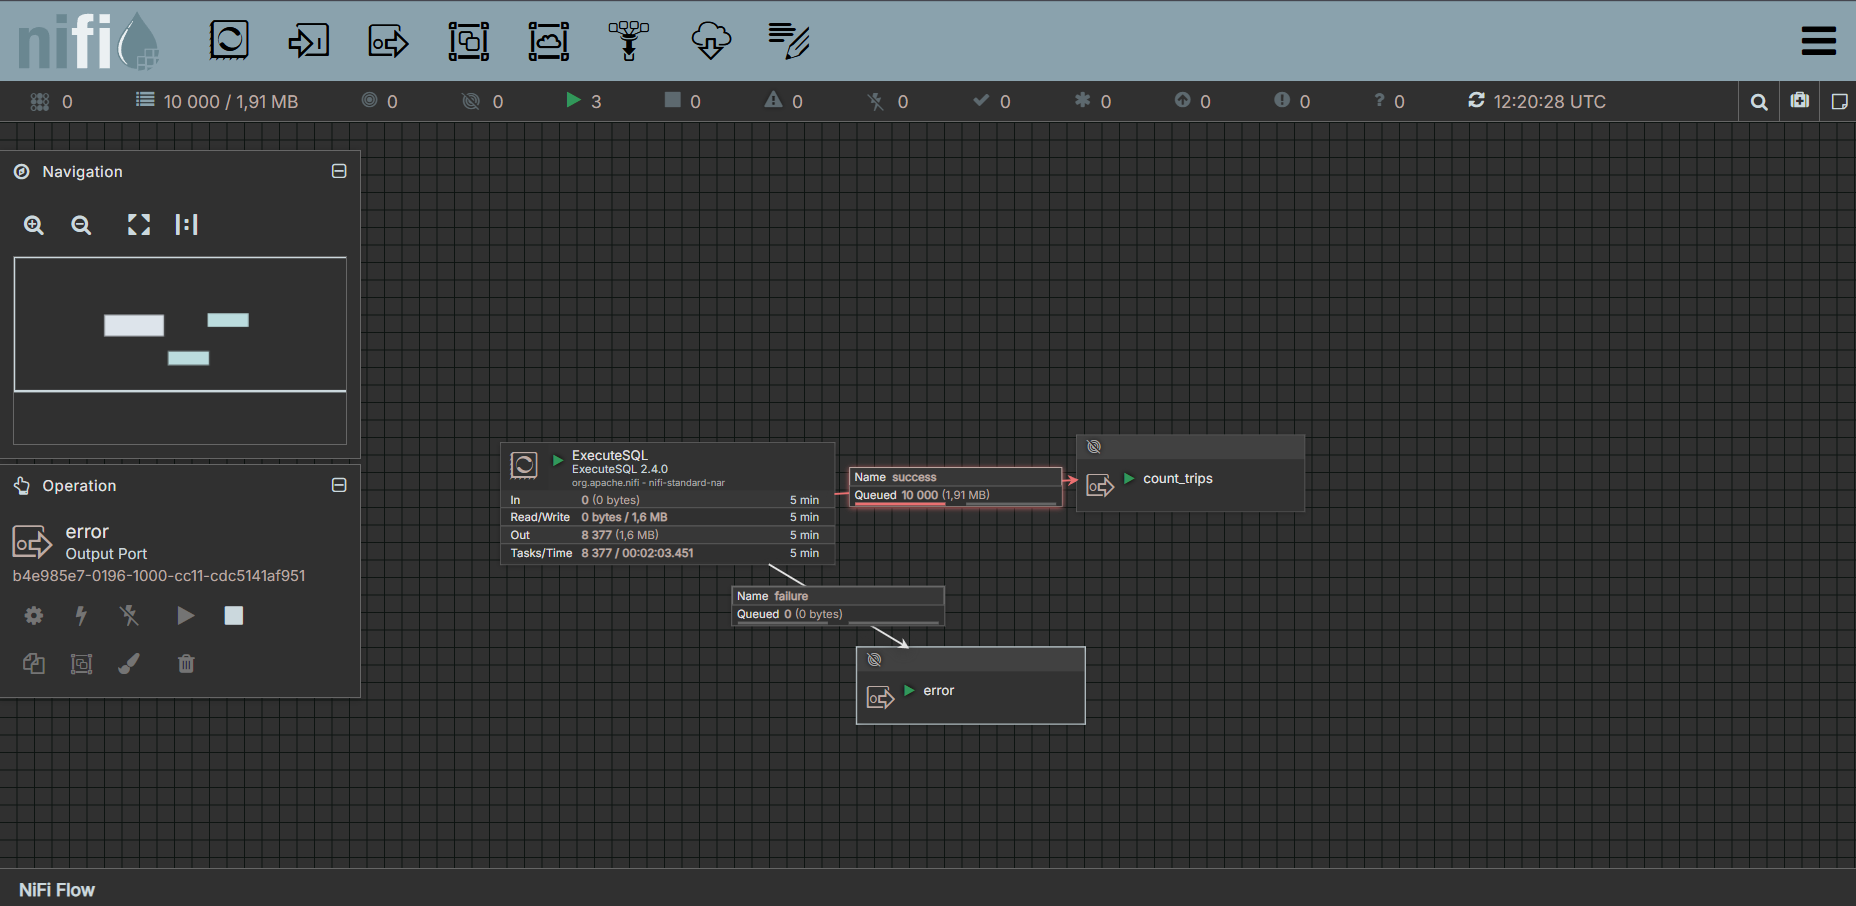 nifi
0 10 000 / 1,91 MB 0 0 3 0 0 0 0 0 0 0 ? 0 12:20:28 UTC
Navigation
Operation
error
Output Port
b4e985e7-0196-1000-cc11-cdc5141af951
ExecuteSQL
ExecuteSQL 2.4.0
org.apache.nifi - nifi-standard-nar
In 0 (0 bytes) 5 min
Read/Write 0 bytes / 1,6 MB 5 min
Out 8 377 (1,6 MB) 5 min
Tasks/Time 8 377 / 00:02:03.451 5 min
Name success
Queued 10 000 (1,91 MB)
count_trips
Name failure
Queued 0 (0 bytes)
error
NiFi Flow